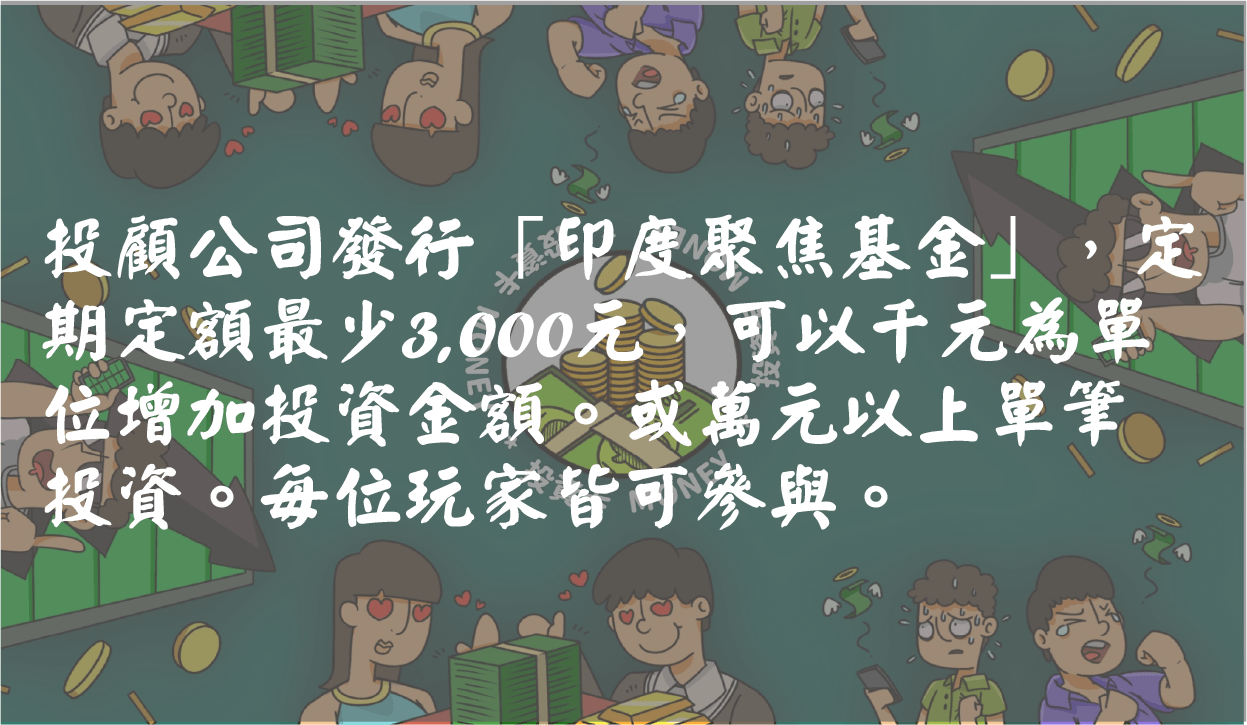 投顧公司發行「印度聚焦基金」，定
期定額最少3,000元，可以千元為單
位增加投資金額。或萬元以上單筆
投資。每位玩家皆可參與。
MONEY